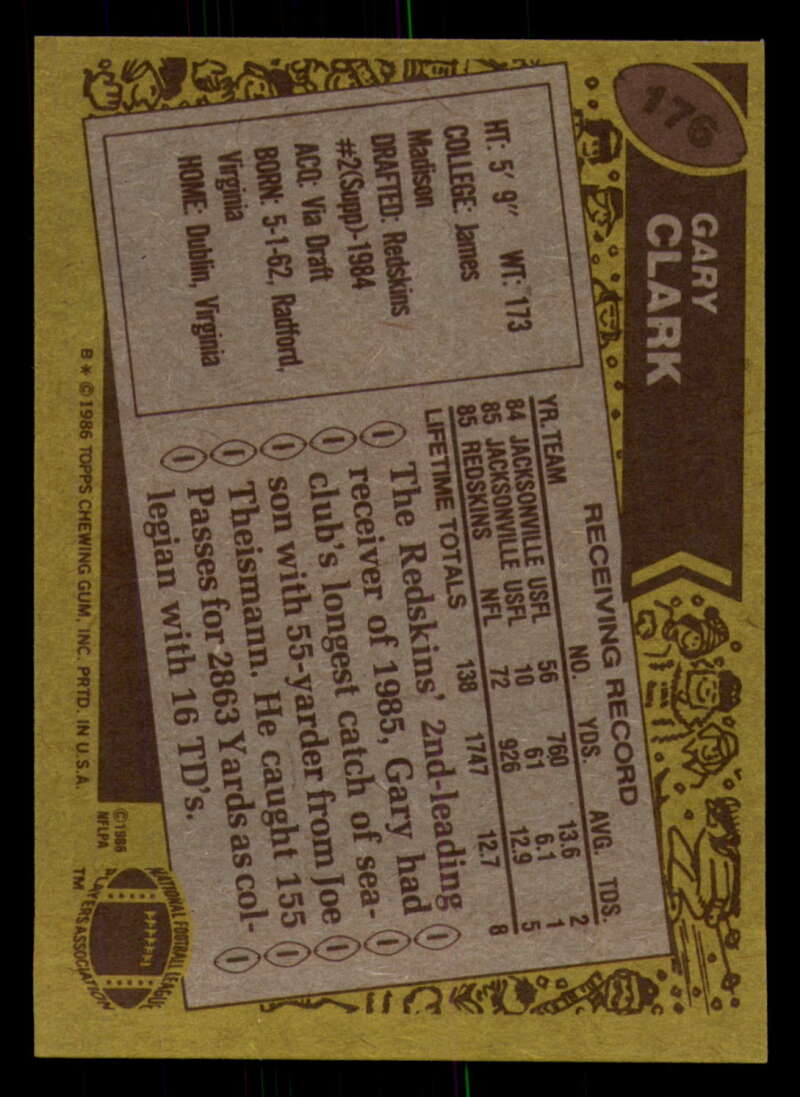 176
GARY
CLARK
HT: 5' 9" WT: 173
COLLEGE: James
Madison
DRAFTED: Redskins
#2(Supp)-1984
ACQ: Via Draft
BORN: 5-1-62, Radford,
Virginia
HOME: Dublin, Virginia
RECEIVING RECORD
YR. TEAM NO. YDS. AVG. TDS.
84 JACKSONVILLE USFL 56 760 13.6 2
85 JACKSONVILLE USFL 10 61 6.1 1
85 REDSKINS NFL 72 926 12.9 5
LIFETIME TOTALS 138 1747 12.7 8
The Redskins' 2nd-leading
receiver of 1985, Gary had
club's longest catch of sea-
son with 55-yarder from Joe
Theismann. He caught 155
Passes for 2863 Yards as col-
legian with 16 TD's.
B * © 1986 TOPPS CHEWING GUM, INC. PRTD. IN U.S.A.
© 1986
NFLPA
NATIONAL FOOTBALL LEAGUE
PLAYERS ASSOCIATION
TM